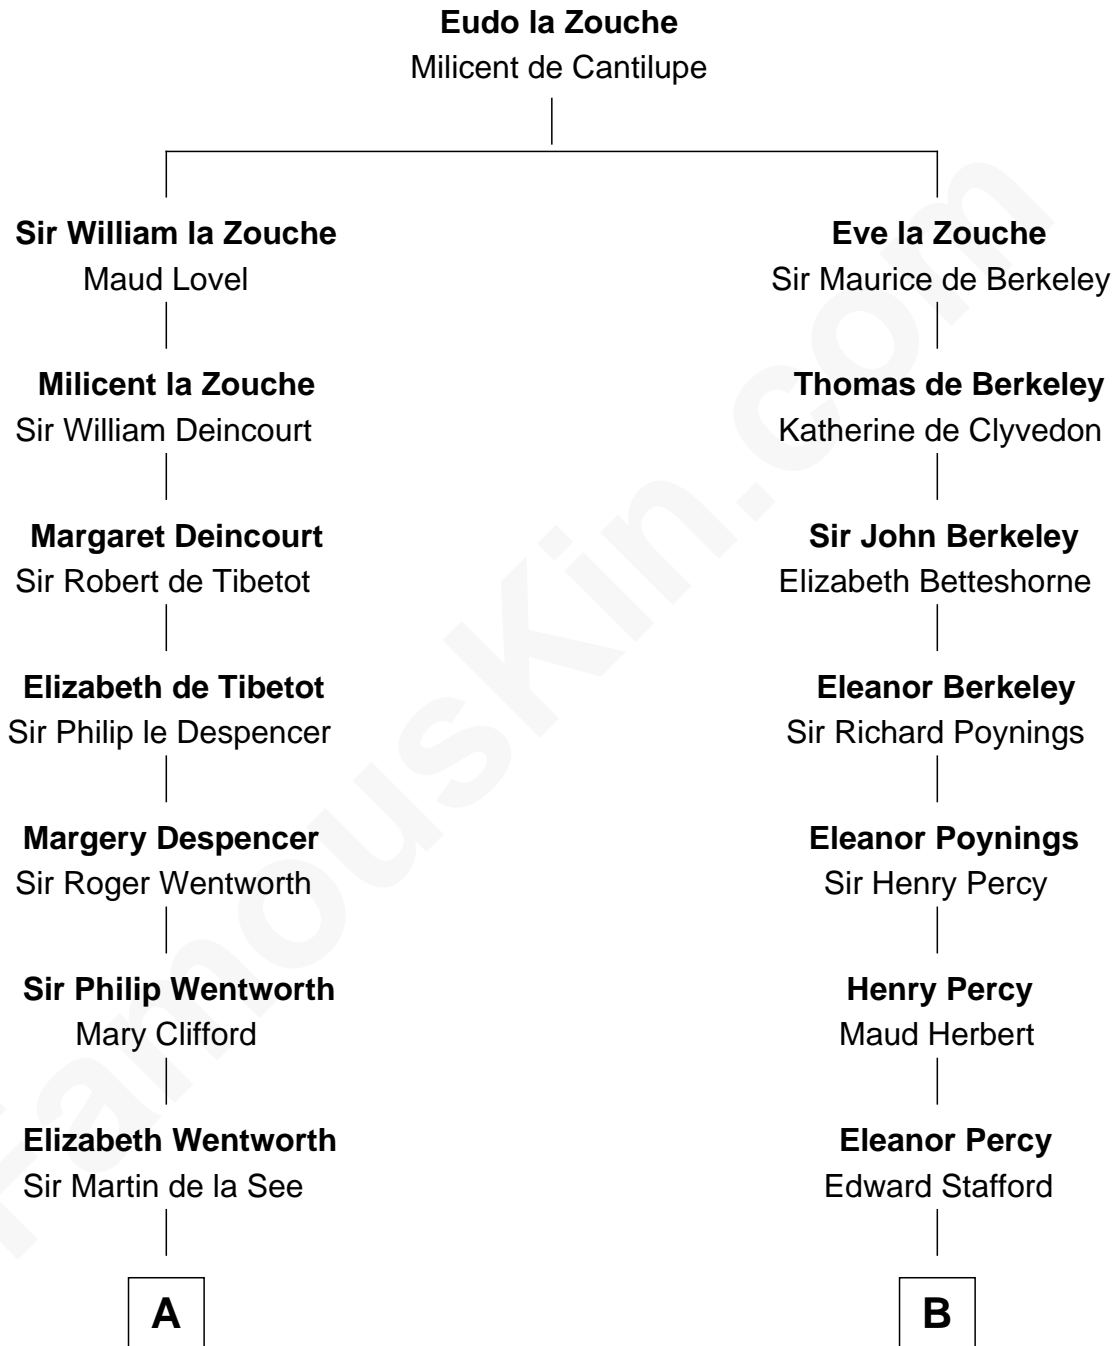 Eudo la Zouche
Milicent de Cantilupe
Sir William la Zouche
Maud Lovel
Eve la Zouche
Sir Maurice de Berkeley
Milicent la Zouche
Sir William Deincourt
Thomas de Berkeley
Katherine de Clyvedon
Margaret Deincourt
Sir Robert de Tibetot
Sir John Berkeley
Elizabeth Betteshorne
Elizabeth de Tibetot
Sir Philip le Despencer
Eleanor Berkeley
Sir Richard Poynings
Margery Despencer
Sir Roger Wentworth
Eleanor Poynings
Sir Henry Percy
Sir Philip Wentworth
Mary Clifford
Henry Percy
Maud Herbert
Elizabeth Wentworth
Sir Martin de la See
Eleanor Percy
Edward Stafford
A
B
FamousKin.com